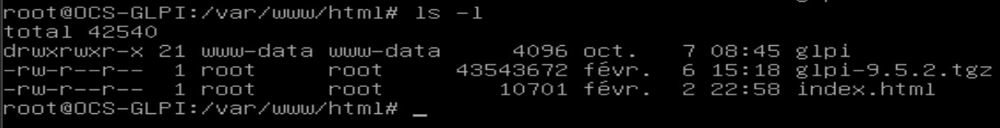 root@OCS-GLPI:/var/www/html# ls -l
total 42540
drwxrwxr-x 21 www-data www-data     4096 oct.   7 08:45 glpi
-rw-r--r--  1 root     root     43543672 févr.  6 15:18 glpi-9.5.2.tgz
-rw-r--r--  1 root     root        10701 févr.  2 22:58 index.html
root@OCS-GLPI:/var/www/html# _